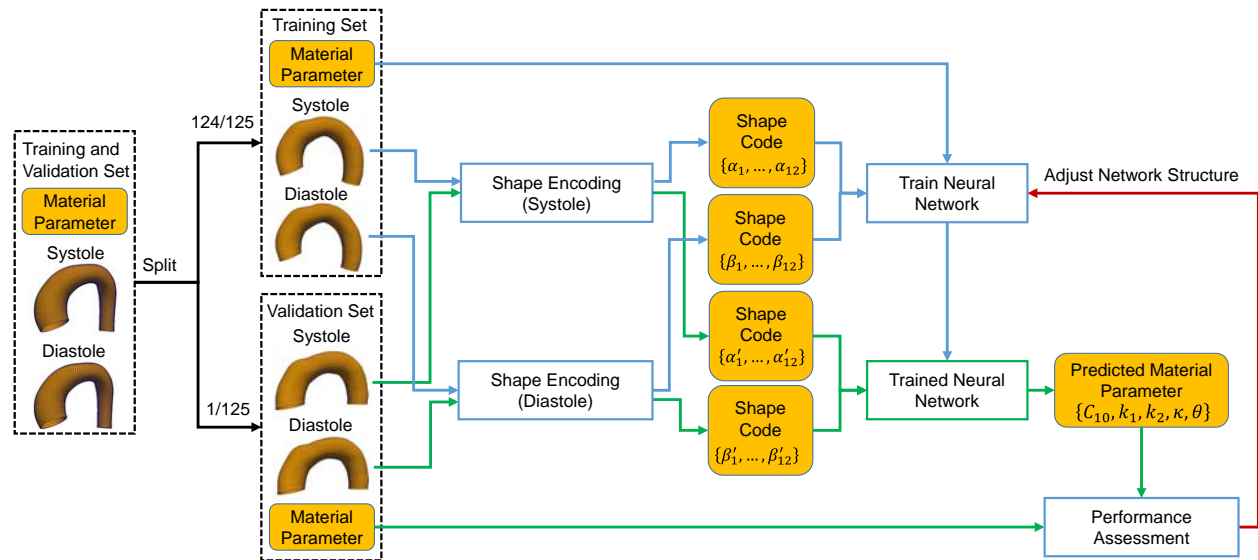 Training and
Validation Set
Material
Parameter
Systole
Diastole
Split
124/125
1/125
Training Set
Material
Parameter
Systole
Diastole
Validation Set
Systole
Diastole
Material
Parameter
Shape Encoding
(Systole)
Shape Encoding
(Diastole)
Shape
Code
{α₁, …, α₁₂}
Shape
Code
{β₁, …, β₁₂}
Shape
Code
{α′₁, …, α′₁₂}
Shape
Code
{β′₁, …, β′₁₂}
Train Neural
Network
Trained Neural
Network
Adjust Network Structure
Predicted Material
Parameter
{C₁₀, k₁, k₂, κ, θ}
Performance
Assessment